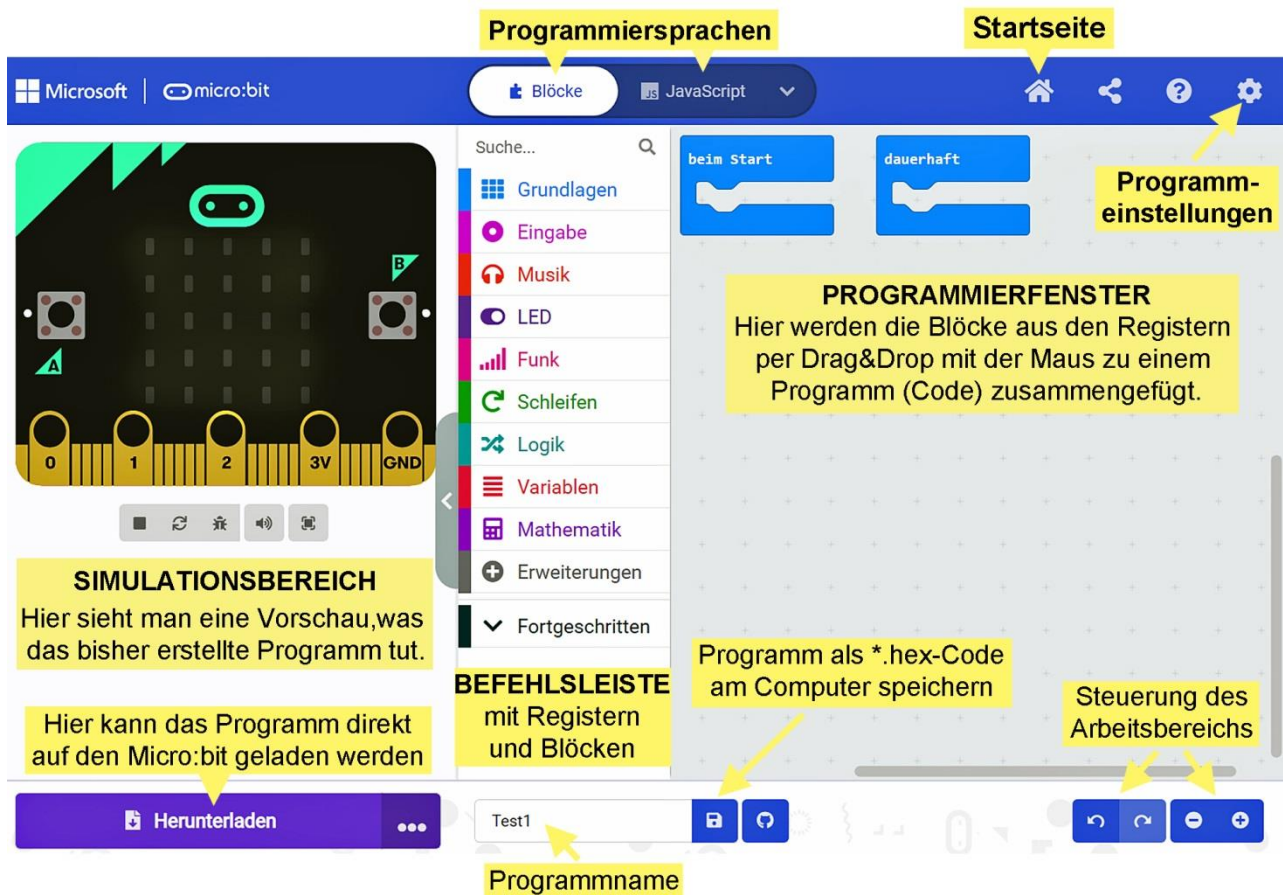 Programmiersprachen
Startseite
Microsoft
micro:bit
Blöcke
JS JavaScript
Suche...
beim Start
dauerhaft
Programm-
einstellungen
Grundlagen
Eingabe
Musik
LED
Funk
Schleifen
Logik
Variablen
Mathematik
Erweiterungen
Fortgeschritten
B
A
0 1 2 3V GND
PROGRAMMIERFENSTER
Hier werden die Blöcke aus den Registern
per Drag&Drop mit der Maus zu einem
Programm (Code) zusammengefügt.
SIMULATIONSBEREICH
Hier sieht man eine Vorschau,was
das bisher erstellte Programm tut.
BEFEHLSLEISTE
mit Registern
und Blöcken
Programm als *.hex-Code
am Computer speichern
Steuerung des
Arbeitsbereichs
Hier kann das Programm direkt
auf den Micro:bit geladen werden
Herunterladen
Test1
Programmname